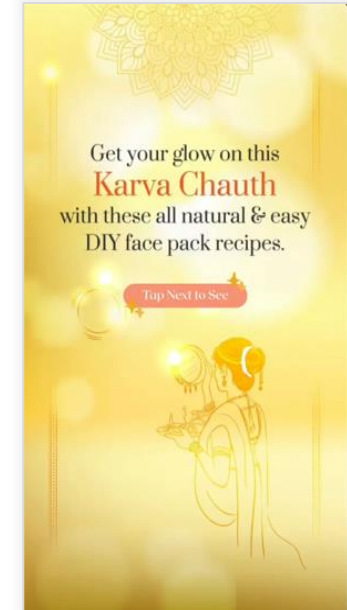 Get your glow on this
Karva Chauth
with these all natural & easy
DIY face pack recipes.
Tap Next to See